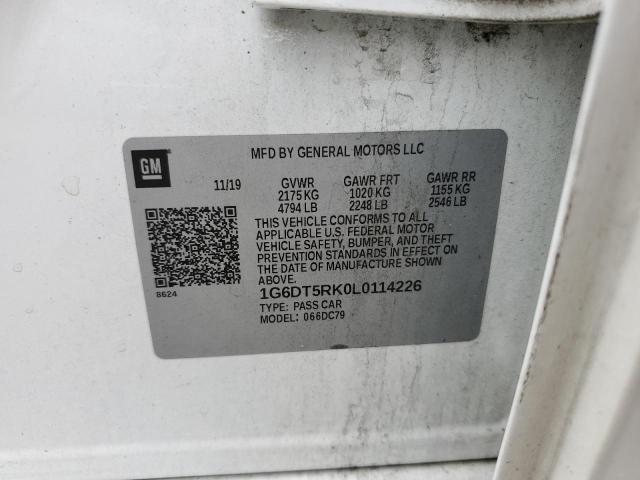 GM
MFD BY GENERAL MOTORS LLC
11/19 GVWR GAWR FRT GAWR RR
2175 KG 1020 KG 1155 KG
4794 LB 2248 LB 2546 LB
THIS VEHICLE CONFORMS TO ALL
APPLICABLE U.S. FEDERAL MOTOR
VEHICLE SAFETY, BUMPER, AND THEFT
PREVENTION STANDARDS IN EFFECT ON
THE DATE OF MANUFACTURE SHOWN
ABOVE.
8624
1G6DT5RK0L0114226
TYPE: PASS CAR
MODEL: 066DC79